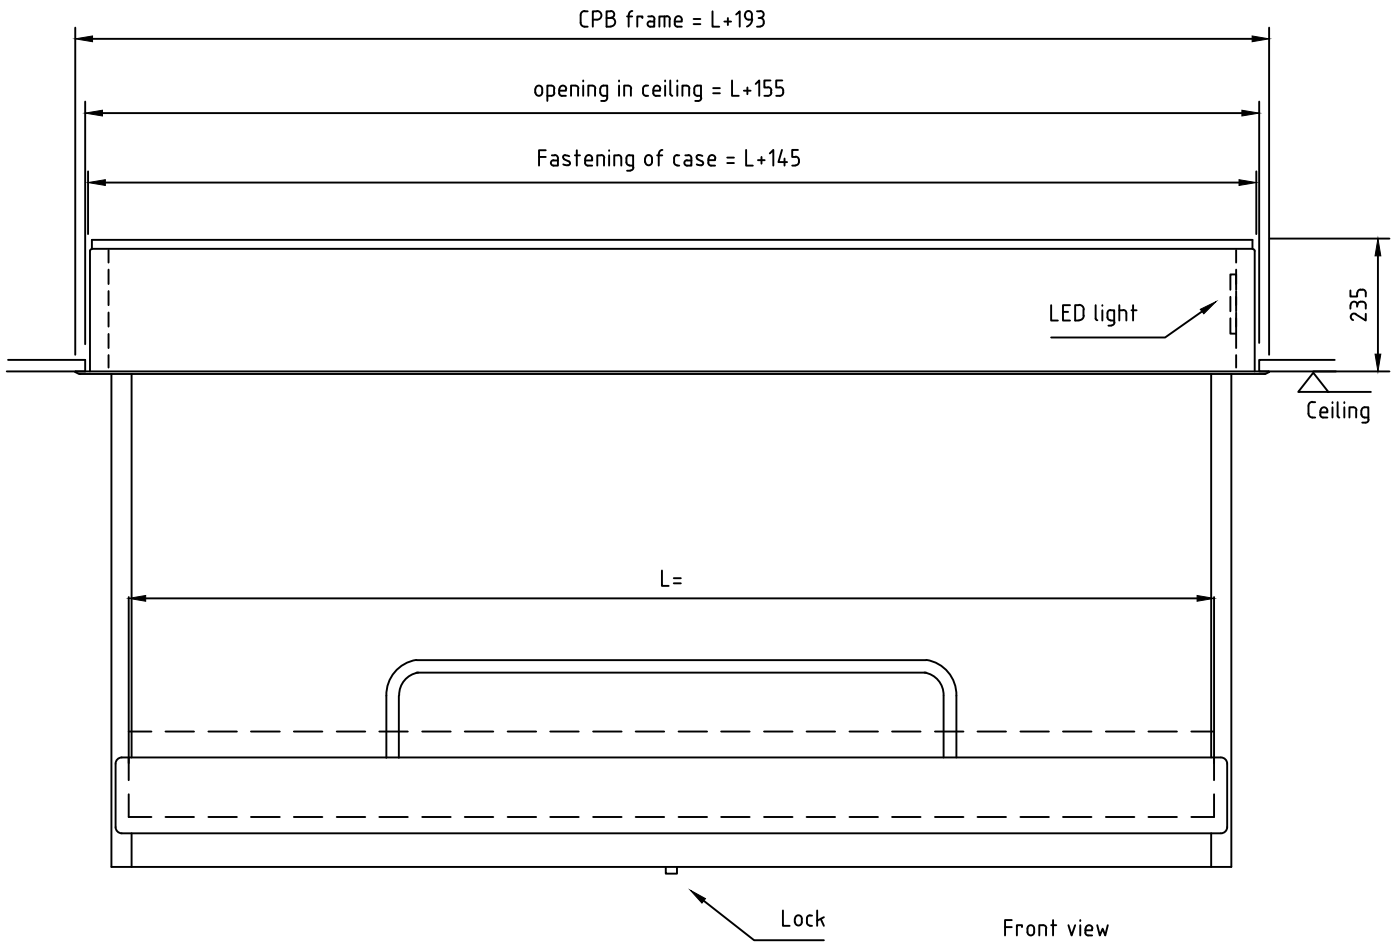 CPB frame = L+193
opening in ceiling = L+155
Fastening of case = L+145
LED light
235
Ceiling
L=
Lock
Front view